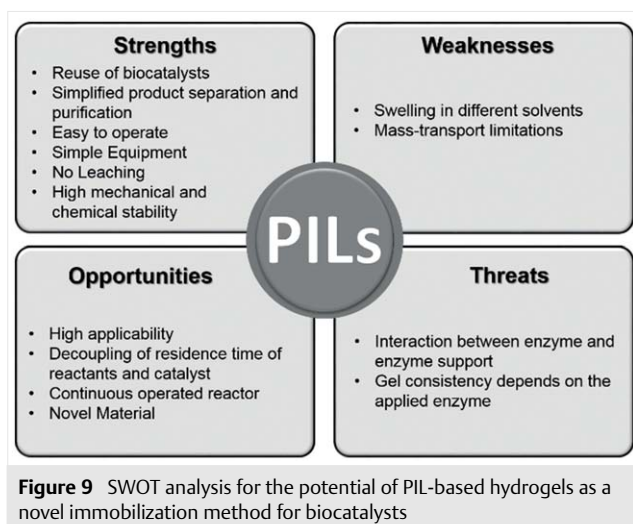 Strengths
• Reuse of biocatalysts
• Simplified product separation and
purification
• Easy to operate
• Simple Equipment
• No Leaching
• High mechanical and
chemical stability
Weaknesses
• Swelling in different solvents
• Mass-transport limitations
PILs
Opportunities
• High applicability
• Decoupling of residence time of
reactants and catalyst
• Continuous operated reactor
• Novel Material
Threats
• Interaction between enzyme and
enzyme support
• Gel consistency depends on the
applied enzyme
Figure 9 SWOT analysis for the potential of PIL-based hydrogels as a
novel immobilization method for biocatalysts